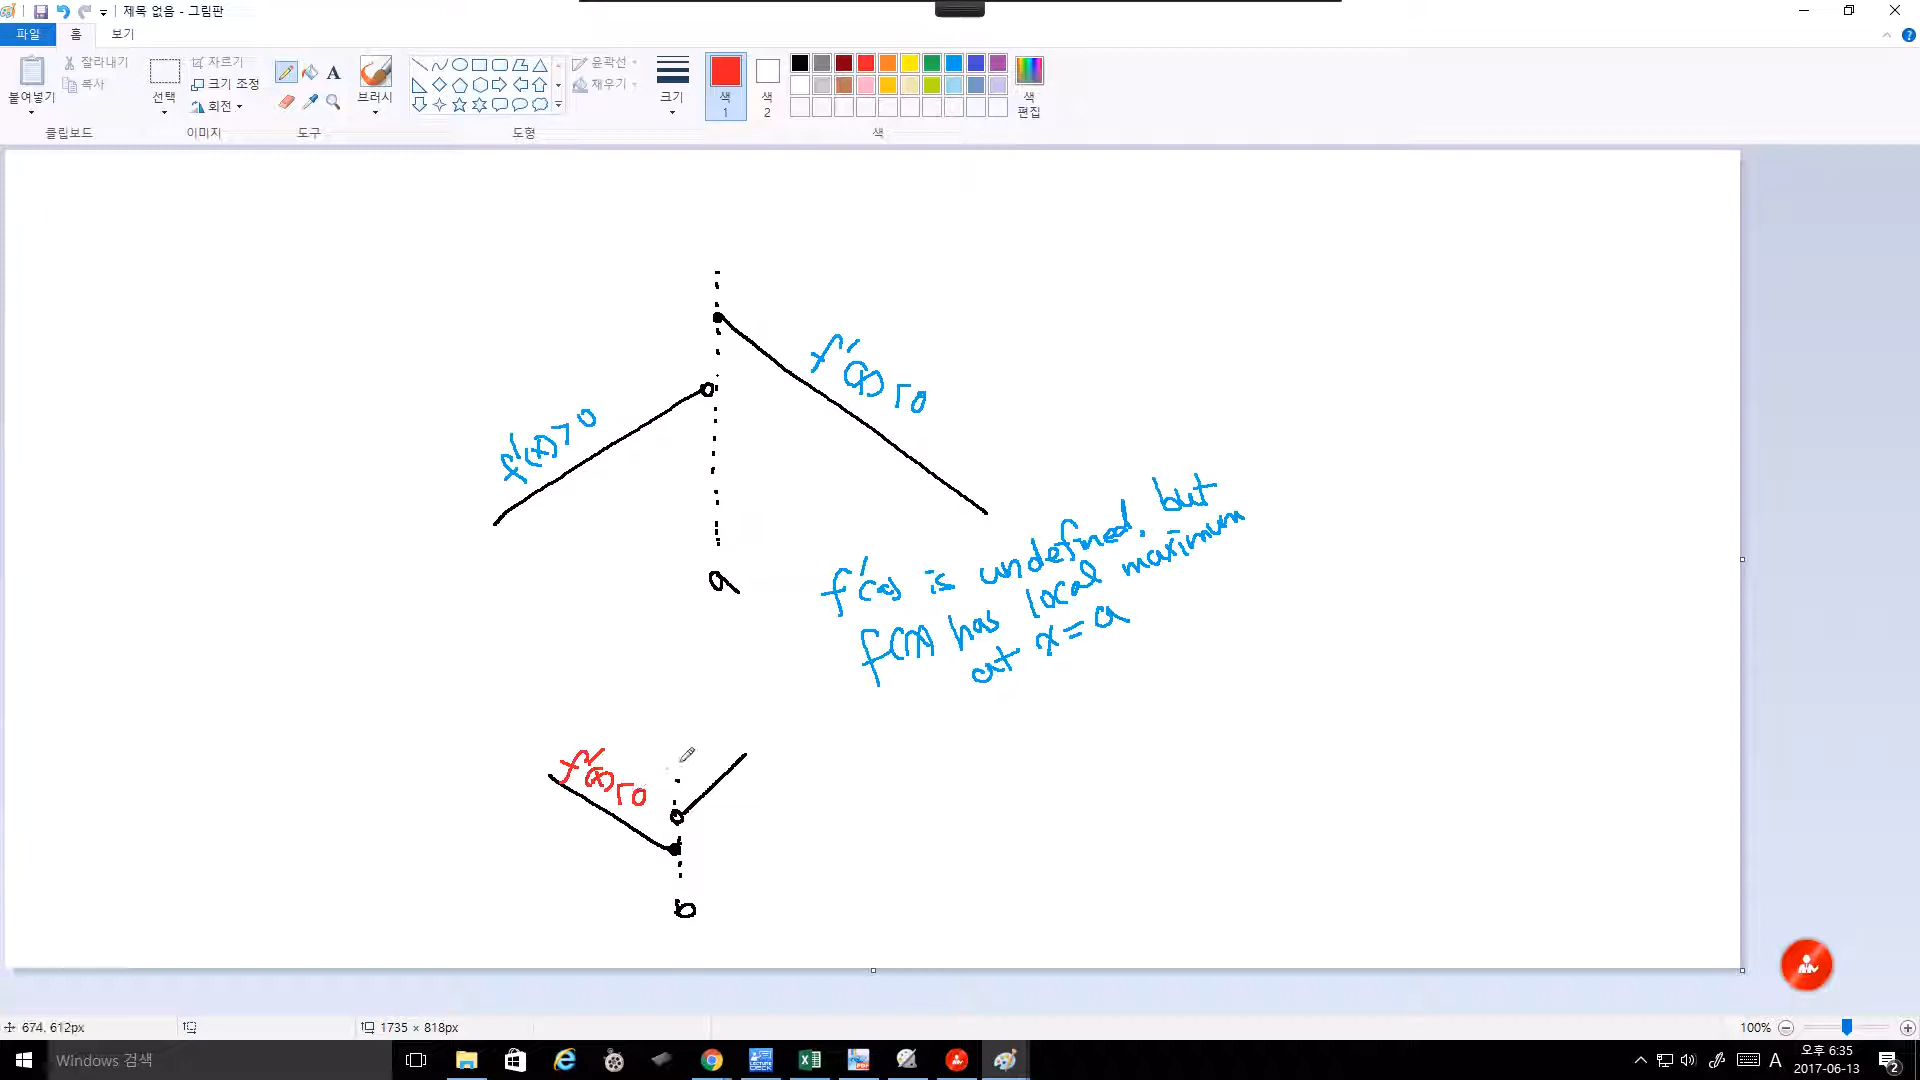 제목 없음 - 그림판
파일 홈 보기
붙여넣기
잘라내기
복사
클립보드
선택
자르기
크기 조정
회전
이미지
A
도구
브러시
윤곽선
채우기
도형
크기
색
1
색
2
색
편집
색
f'(x)>0
f'(x)<0
a
f'(a) is undefined, but
f(x) has local maximum
at x=a
f'(x)<0
b
674, 612px
1735 × 818px
100%
Windows 검색
A
오후 6:35
2017-06-13
2